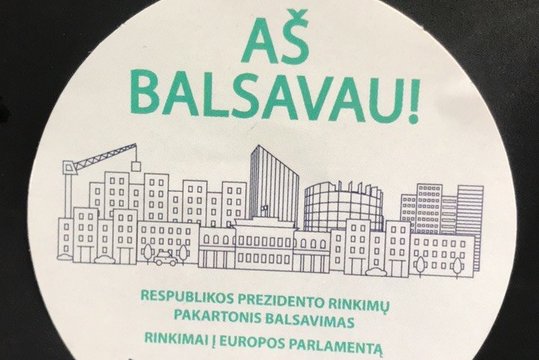 AŠ
BALSAVAU!
RESPUBLIKOS PREZIDENTO RINKIMŲ
PAKARTONIS BALSAVIMAS
RINKIMAI Į EUROPOS PARLAMENTĄ